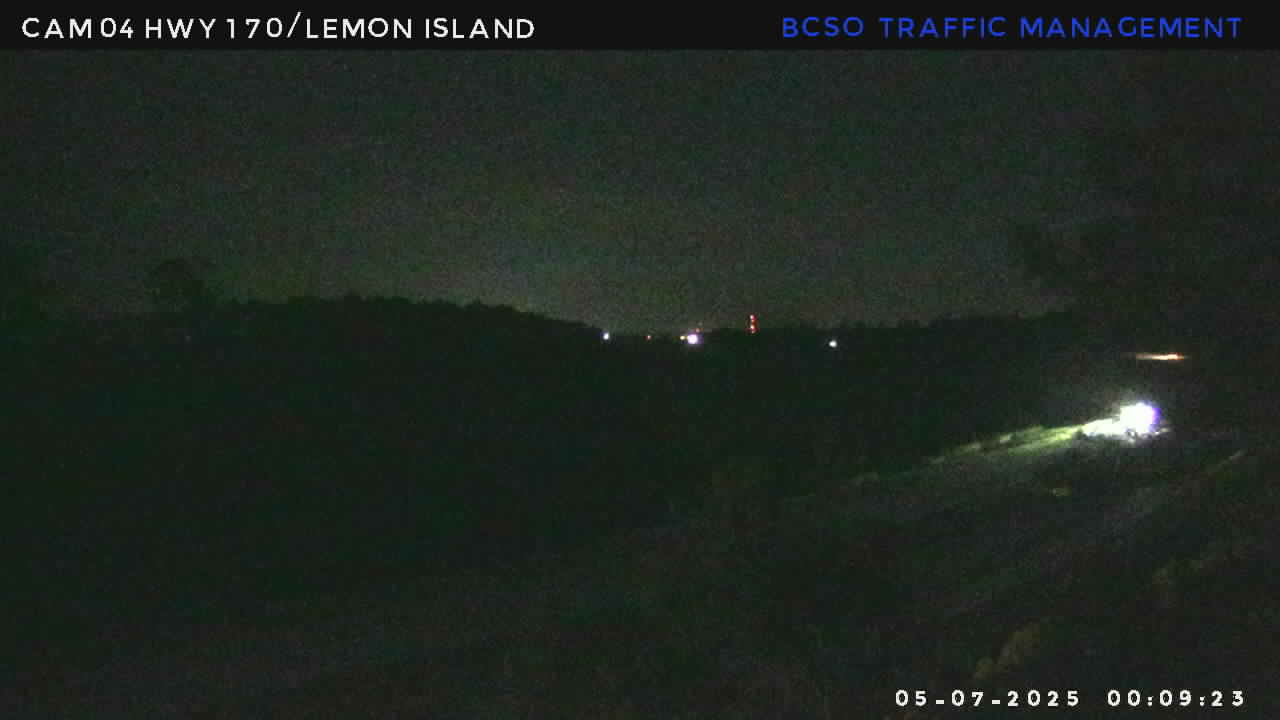 CAM04 HWY 170/LEMON ISLAND
BCSO TRAFFIC MANAGEMENT
05-07-2025 00:09:23